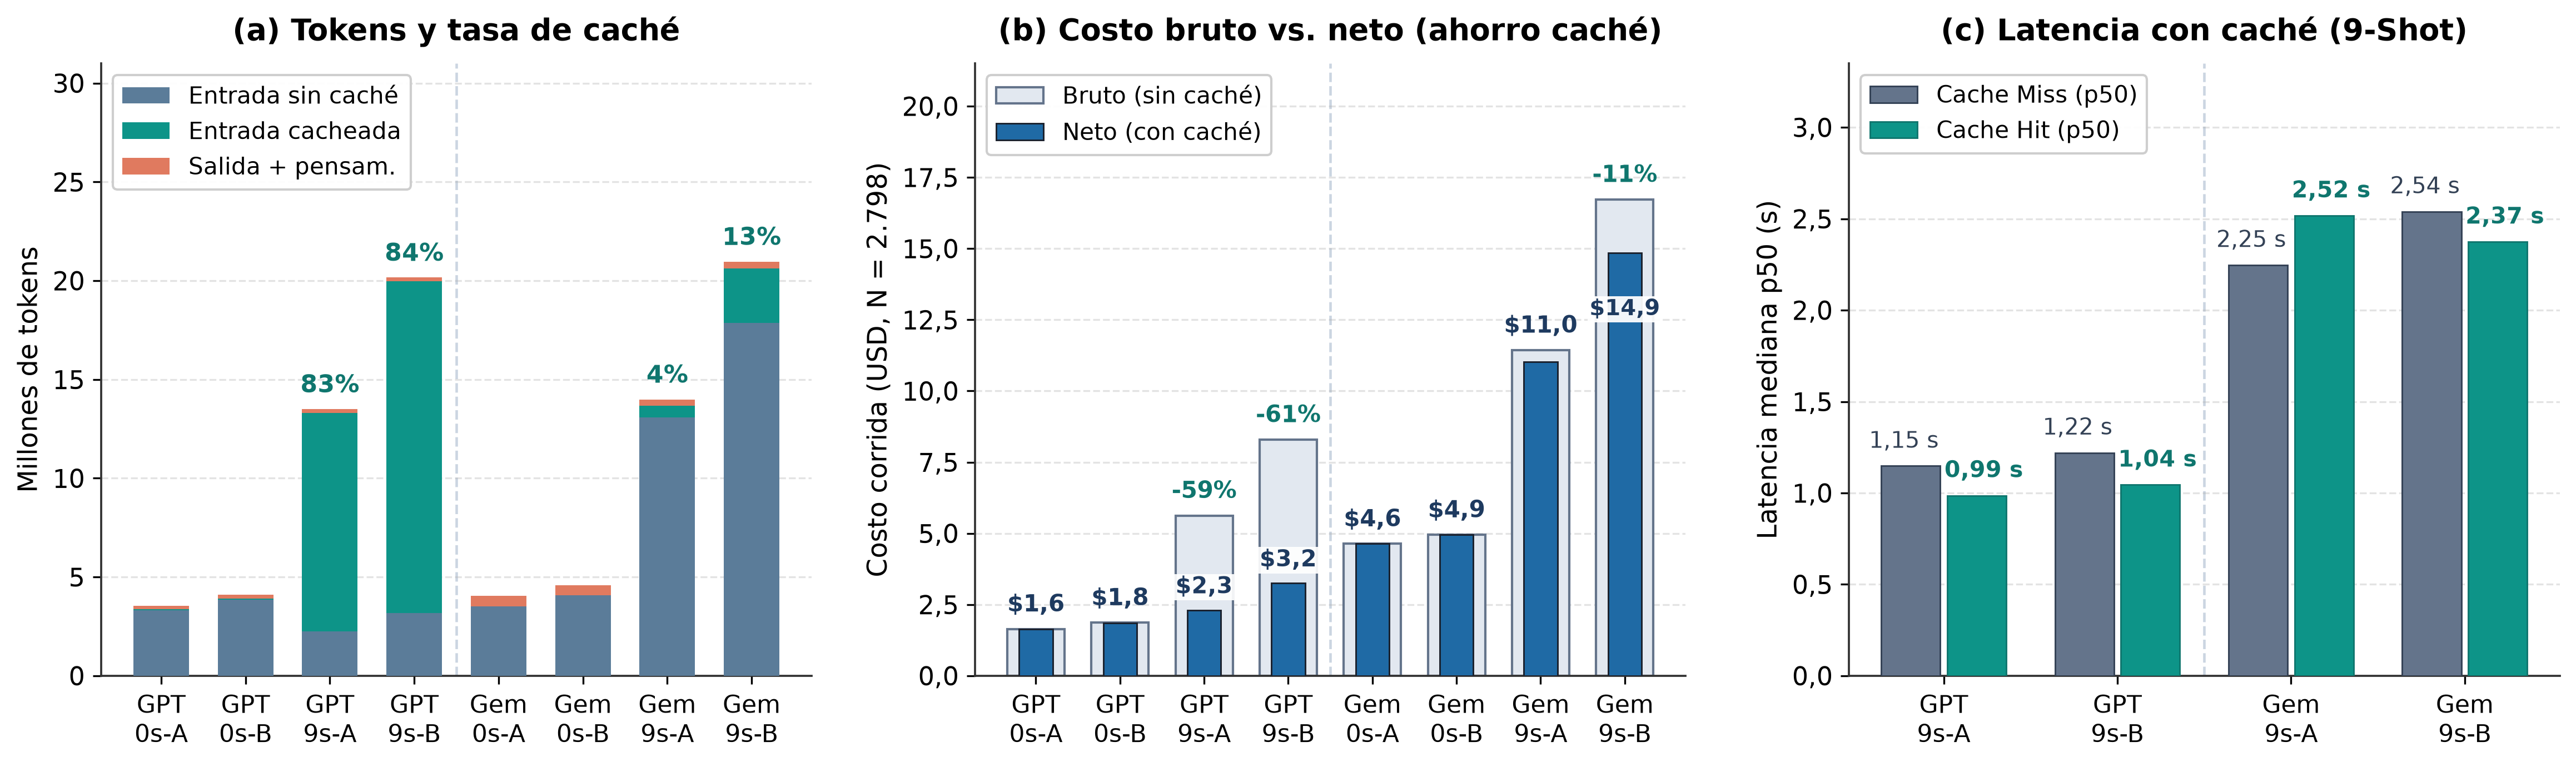 (a) Tokens y tasa de caché
Millones de tokens
30
25
20
15
10
5
0
Entrada sin caché
Entrada cacheada
Salida + pensam.
83%
84%
4%
13%
GPT
0s-A
GPT
0s-B
GPT
9s-A
GPT
9s-B
Gem
0s-A
Gem
0s-B
Gem
9s-A
Gem
9s-B
(b) Costo bruto vs. neto (ahorro caché)
Costo corrida (USD, N = 2.798)
20,0
17,5
15,0
12,5
10,0
7,5
5,0
2,5
0,0
Bruto (sin caché)
Neto (con caché)
$1,6
$1,8
-59%
$2,3
-61%
$3,2
$4,6
$4,9
$11,0
-11%
$14,9
GPT
0s-A
GPT
0s-B
GPT
9s-A
GPT
9s-B
Gem
0s-A
Gem
0s-B
Gem
9s-A
Gem
9s-B
(c) Latencia con caché (9-Shot)
Latencia mediana p50 (s)
3,0
2,5
2,0
1,5
1,0
0,5
0,0
Cache Miss (p50)
Cache Hit (p50)
1,15 s
0,99 s
1,22 s
1,04 s
2,25 s
2,52 s
2,54 s
2,37 s
GPT
9s-A
GPT
9s-B
Gem
9s-A
Gem
9s-B